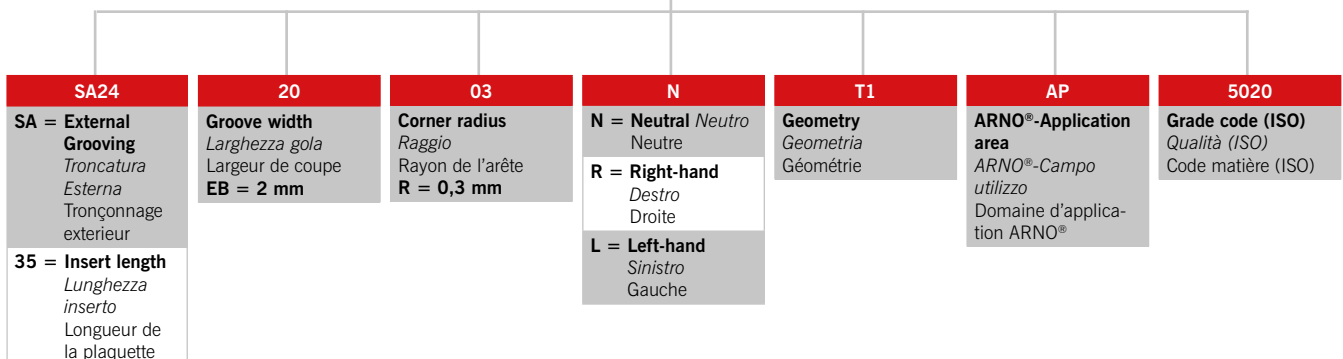 SA24
SA = External
Grooving
Troncatura
Esterna
Tronçonnage
exterieur
35 = Insert length
Lunghezza
inserto
Longueur de
la plaquette
20
Groove width
Larghezza gola
Largeur de coupe
EB = 2 mm
03
Corner radius
Raggio
Rayon de l'arête
R = 0,3 mm
N
N = Neutral Neutro
Neutre
R = Right-hand
Destro
Droite
L = Left-hand
Sinistro
Gauche
T1
Geometry
Geometria
Géométrie
AP
ARNO®-Application
area
ARNO®-Campo
utilizzo
Domaine d'applica-
tion ARNO®
5020
Grade code (ISO)
Qualità (ISO)
Code matière (ISO)